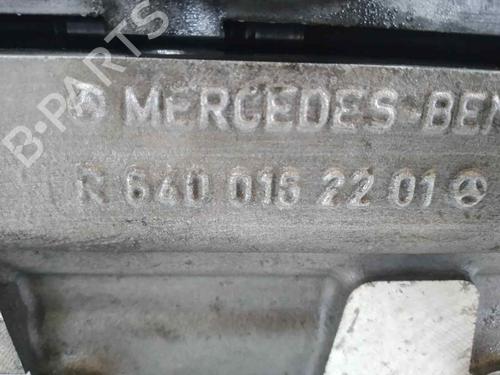 MERCEDES-BEN
R 640 016 22 01
B-PARTS